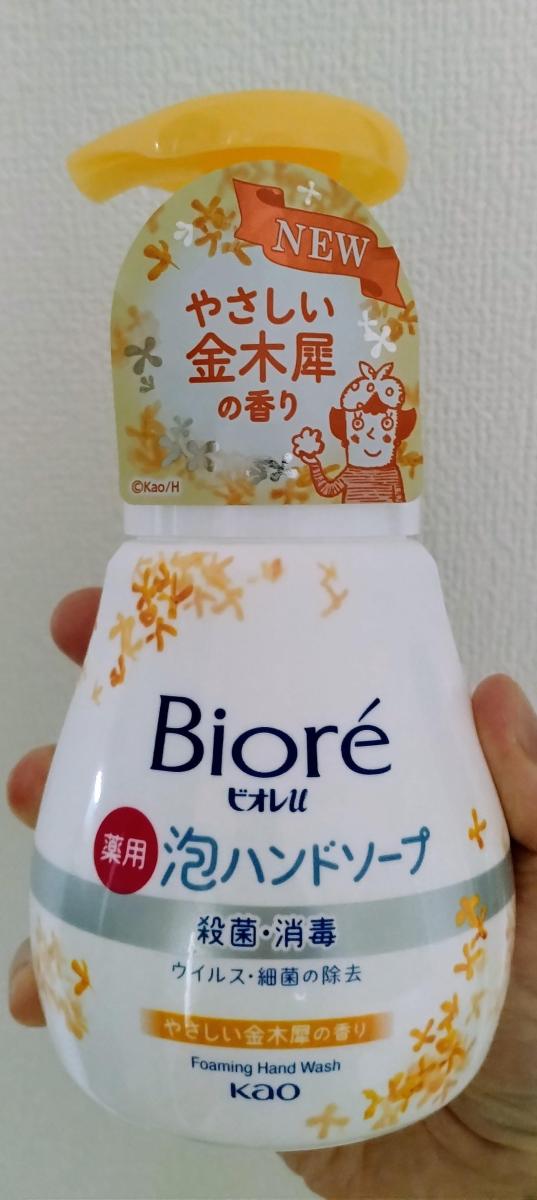 NEW
やさしい
金木犀
の香り
©Kao/H
Bioré
ビオレu
薬用
泡ハンドソープ
殺菌・消毒
ウイルス・細菌の除去
やさしい金木犀の香り
Foaming Hand Wash
Kao